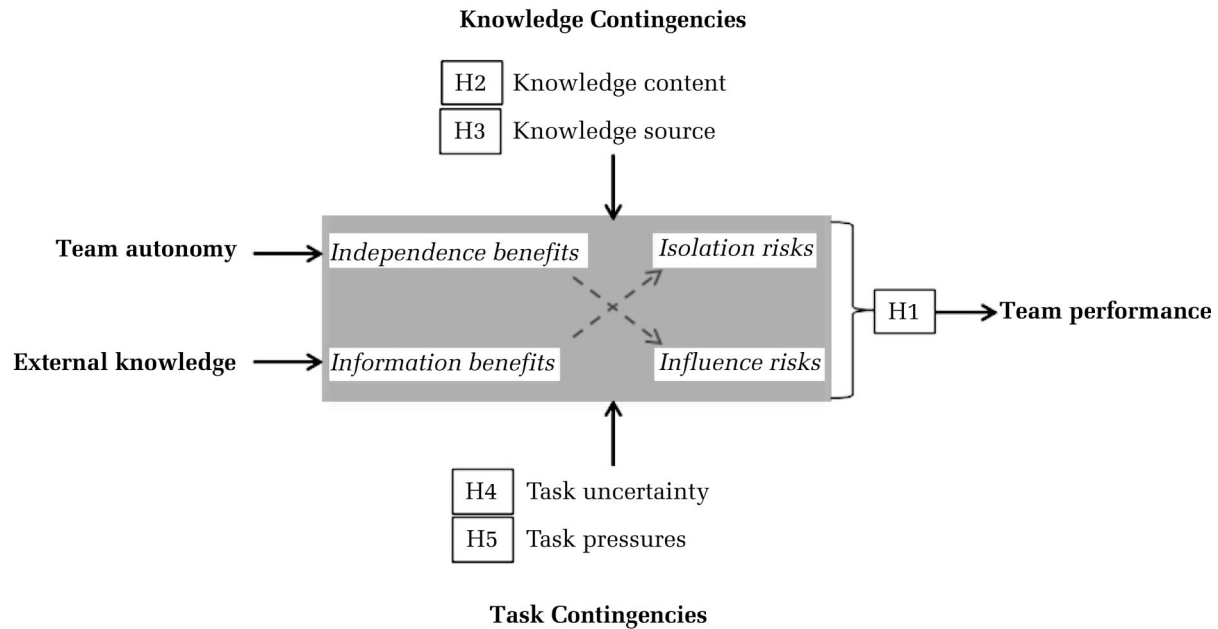 Knowledge Contingencies
H2 Knowledge content
H3 Knowledge source
Team autonomy Independence benefits Isolation risks
H1 Team performance
External knowledge Information benefits Influence risks
H4 Task uncertainty
H5 Task pressures
Task Contingencies